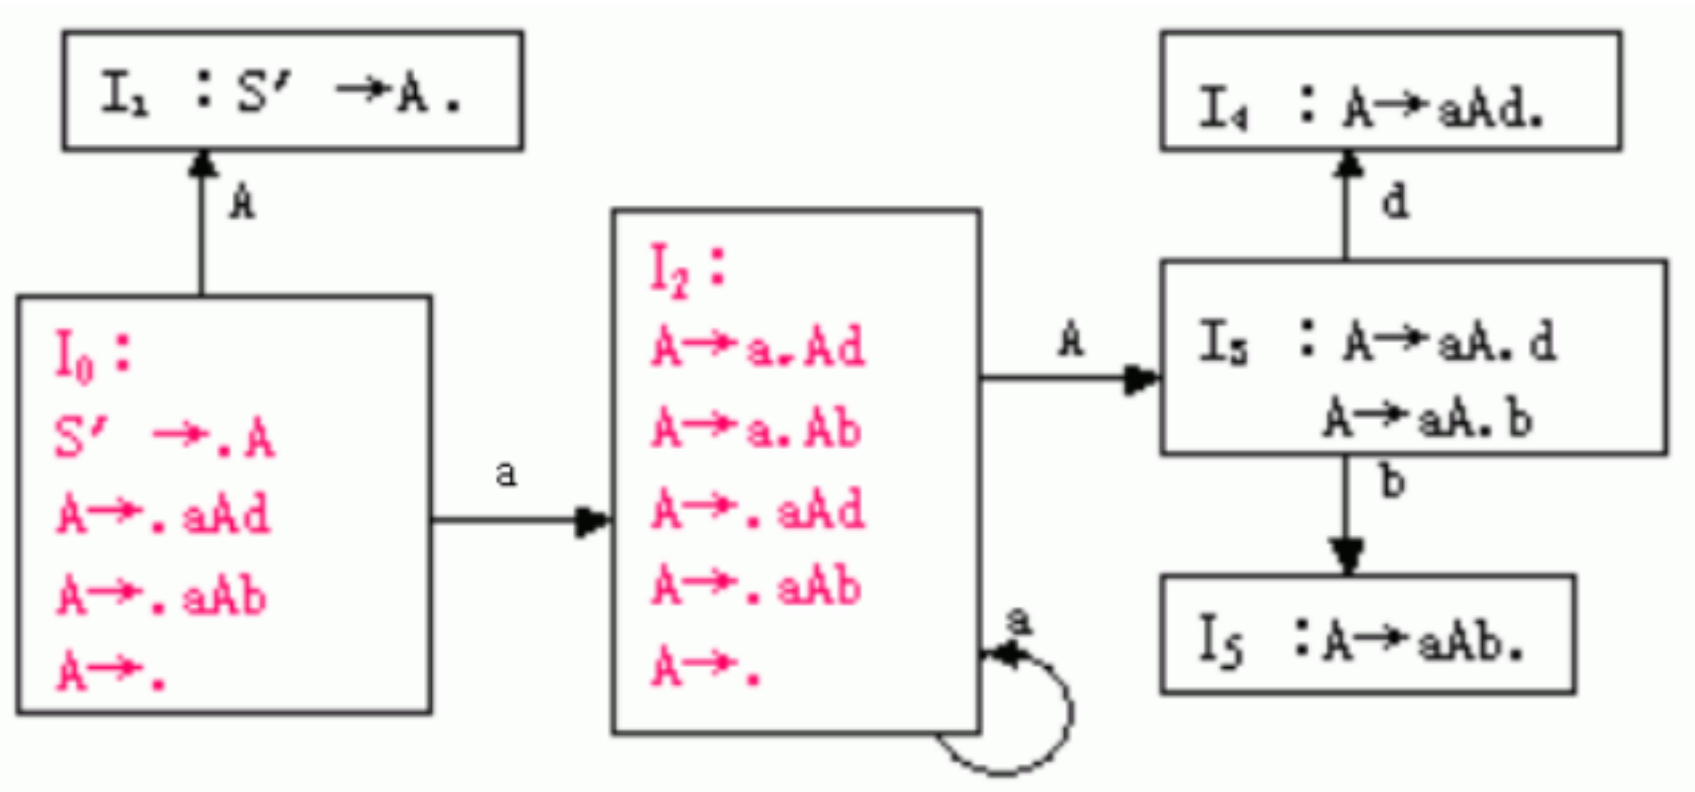 I₁ : S′ →A.
A
I₀ :
S′ →.A
A→.aAd
A→.aAb
A→.
a
I₂ :
A→a.Ad
A→a.Ab
A→.aAd
A→.aAb
A→.
a
A
I₄ : A→aAd.
d
I₃ : A→aA.d
A→aA.b
b
I₅ :A→aAb.